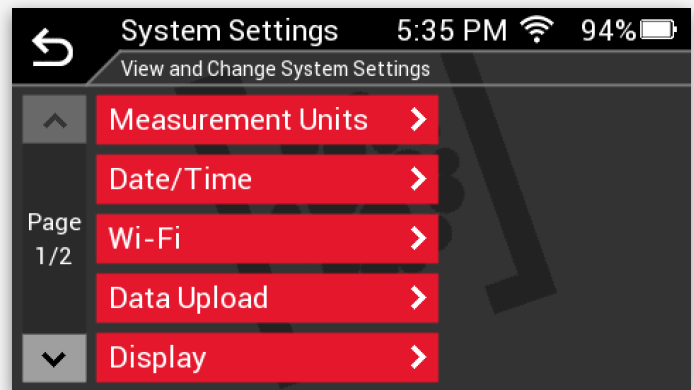 System Settings 5:35 PM 94%
View and Change System Settings
Measurement Units
Date/Time
Page
1/2
Wi-Fi
Data Upload
Display